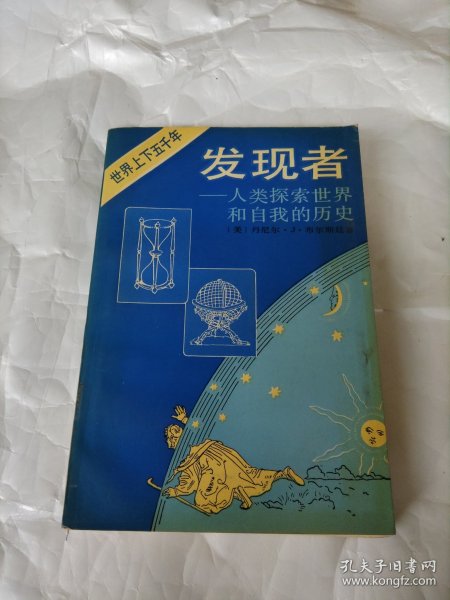 世界上下五千年
发现者
——人类探索世界
和自我的历史
〔美〕丹尼尔·J·布尔斯廷著
孔夫子旧书网
www.kongfz.com